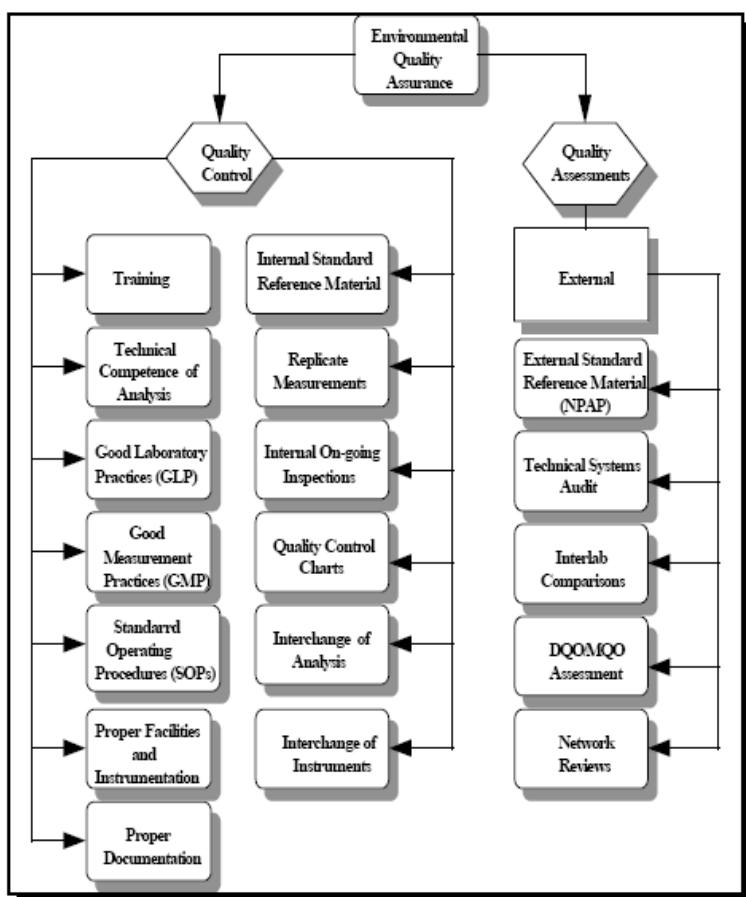 Environmental
Quality
Assurance
Quality
Control
Quality
Assessments
Training
Technical
Competence of
Analysis
Good Laboratory
Practices (GLP)
Good
Measurement
Practices (GMP)
Standarrd
Operating
Procedures (SOPs)
Proper Facilities
and
Instrumentation
Proper
Documentation
Internal Standard
Reference Material
Replicate
Measurements
Internal On-going
Inspections
Quality Control
Charts
Interchange of
Analysis
Interchange of
Instruments
External
External Standard
Reference Material
(NPAP)
Technical Systems
Audit
Interlab
Comparisons
DQO/MQO
Assessment
Network
Reviews